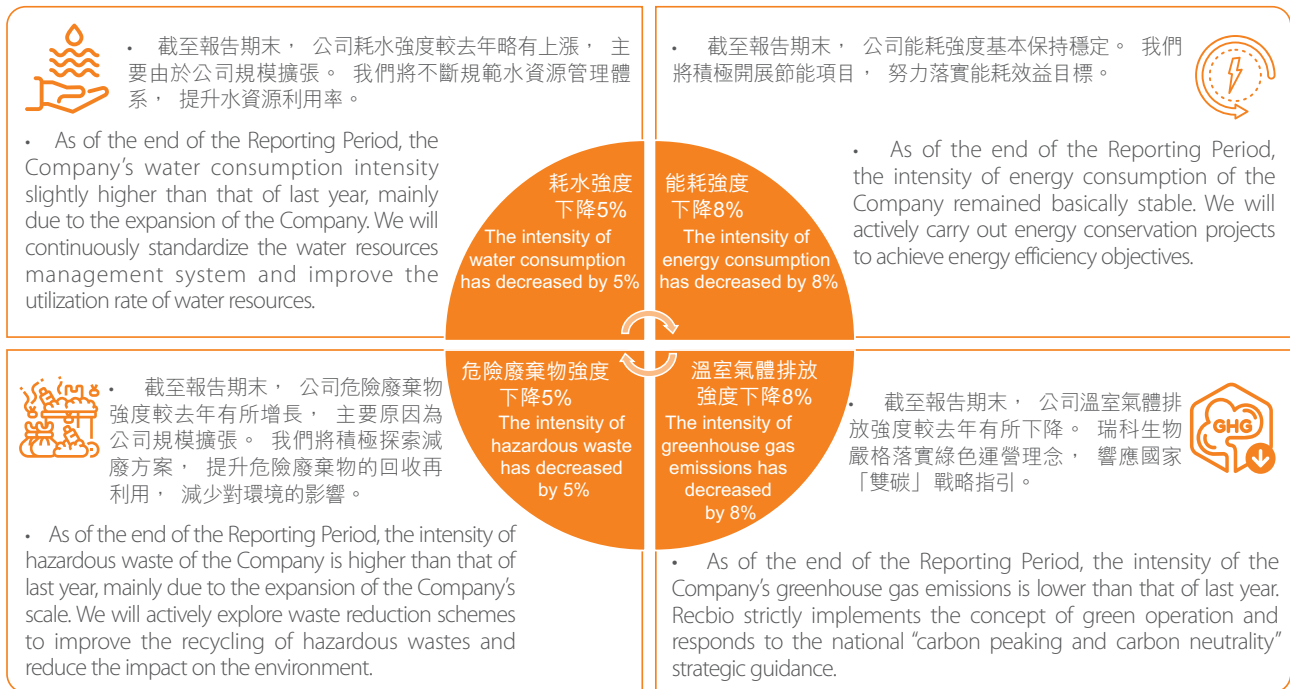 • 截至報告期末， 公司耗水強度較去年略有上漲， 主
要由於公司規模擴張。 我們將不斷規範水資源管理體
系， 提升水資源利用率。
• As of the end of the Reporting Period, the
Company's water consumption intensity
slightly higher than that of last year, mainly
due to the expansion of the Company. We will
continuously standardize the water resources
management system and improve the
utilization rate of water resources.
耗水強度
下降5%
The intensity of
water consumption
has decreased by 5%
• 截至報告期末， 公司能耗強度基本保持穩定。 我們
將積極開展節能項目， 努力落實能耗效益目標。
• As of the end of the Reporting Period,
the intensity of energy consumption of the
Company remained basically stable. We will
actively carry out energy conservation projects
to achieve energy efficiency objectives.
能耗強度
下降8%
The intensity of
energy consumption
has decreased by 8%
• 截至報告期末， 公司危險廢棄物
強度較去年有所增長， 主要原因為
公司規模擴張。 我們將積極探索減
廢方案， 提升危險廢棄物的回收再
利用， 減少對環境的影響。
• As of the end of the Reporting Period, the intensity of
hazardous waste of the Company is higher than that of
last year, mainly due to the expansion of the Company's
scale. We will actively explore waste reduction schemes
to improve the recycling of hazardous wastes and
reduce the impact on the environment.
危險廢棄物強度
下降5%
The intensity of
hazardous waste
has decreased
by 5%
溫室氣體排放
強度下降8%
The intensity of
greenhouse gas
emissions has
decreased
by 8%
• 截至報告期末， 公司溫室氣體排
放強度較去年有所下降。 瑞科生物
嚴格落實綠色運營理念， 響應國家
「雙碳」戰略指引。
GHG
• As of the end of the Reporting Period, the intensity of the
Company's greenhouse gas emissions is lower than that of last year.
Recbio strictly implements the concept of green operation and
responds to the national “carbon peaking and carbon neutrality”
strategic guidance.